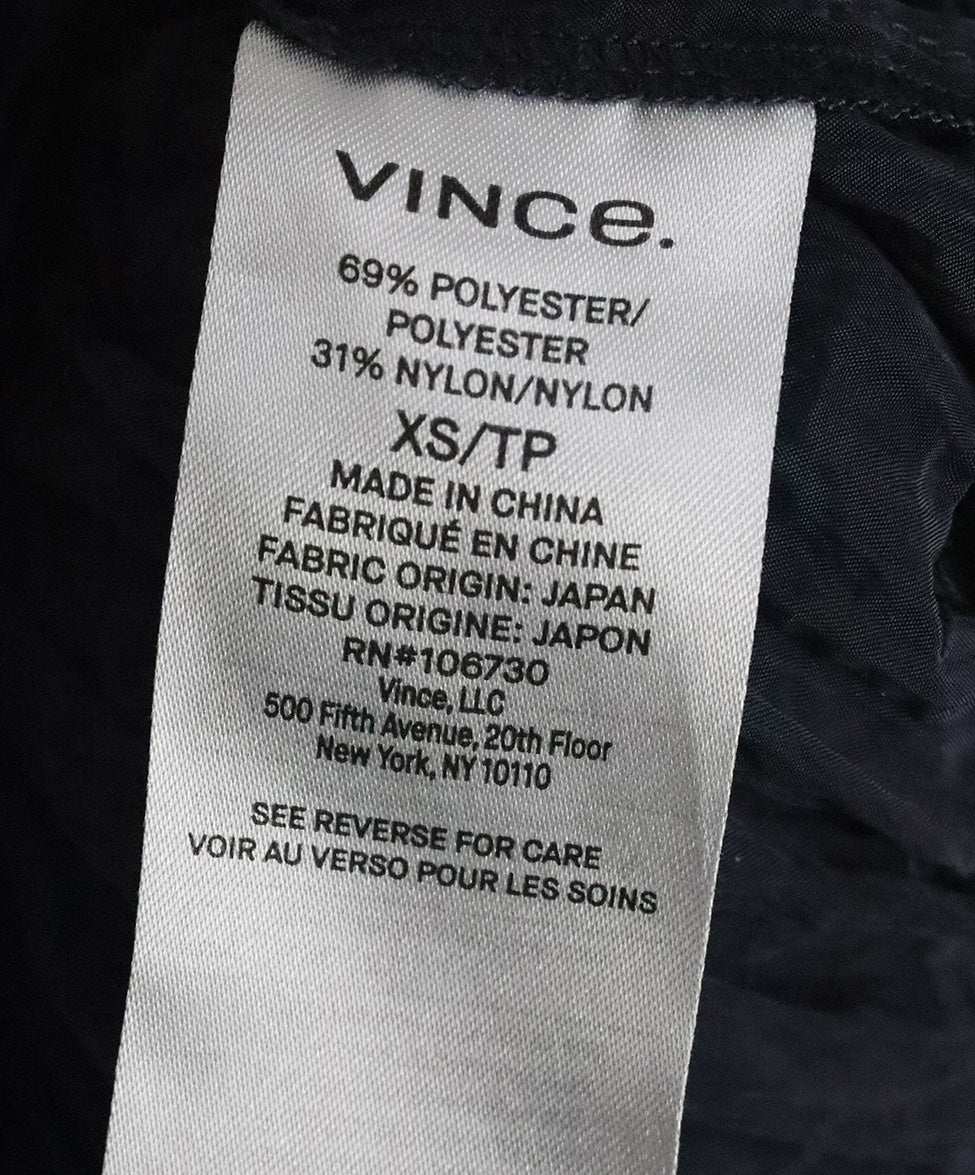 VINCe.
69% POLYESTER/
POLYESTER
31% NYLON/NYLON
XS/TP
MADE IN CHINA
FABRIQUÉ EN CHINE
FABRIC ORIGIN: JAPAN
TISSU ORIGINE: JAPON
RN#106730
Vince, LLC
500 Fifth Avenue, 20th Floor
New York, NY 10110
SEE REVERSE FOR CARE
VOIR AU VERSO POUR LES SOINS